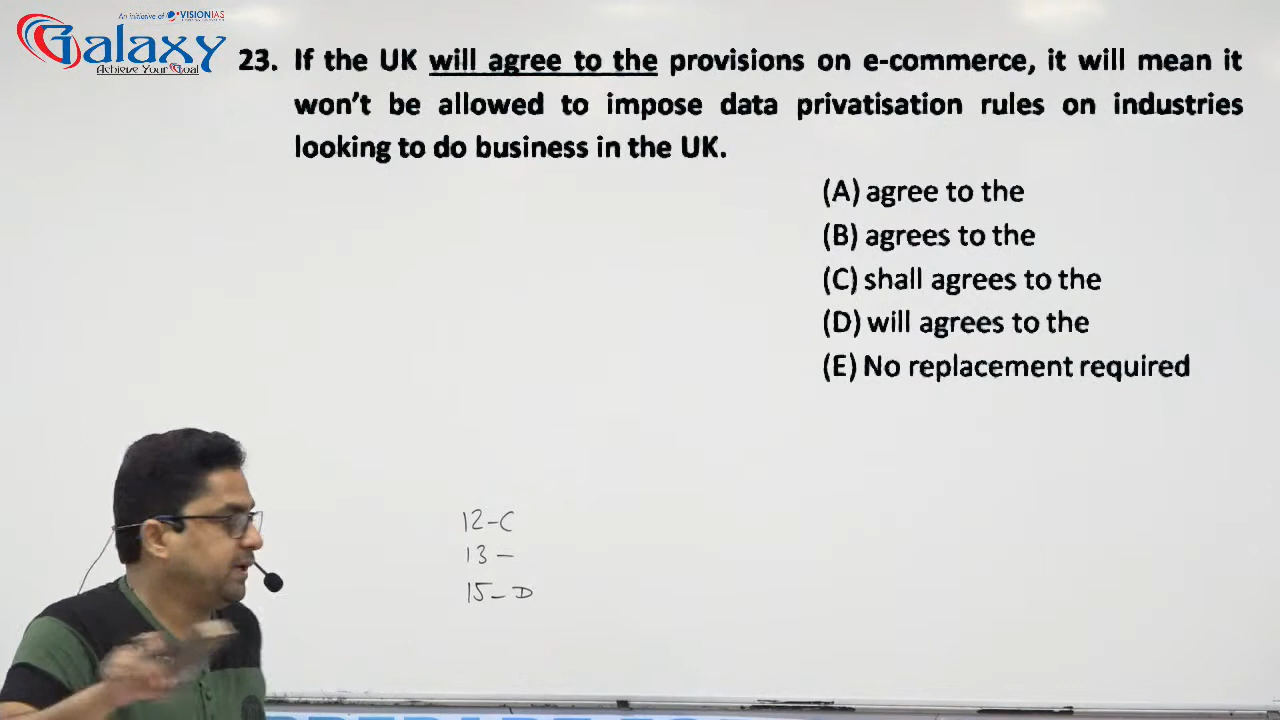 An initiative of VISIONIAS
Galaxy
Achieve Your Goal
23. If the UK will agree to the provisions on e-commerce, it will mean it
won't be allowed to impose data privatisation rules on industries
looking to do business in the UK.
(A) agree to the
(B) agrees to the
(C) shall agrees to the
(D) will agrees to the
(E) No replacement required
12-C
13-
15-D